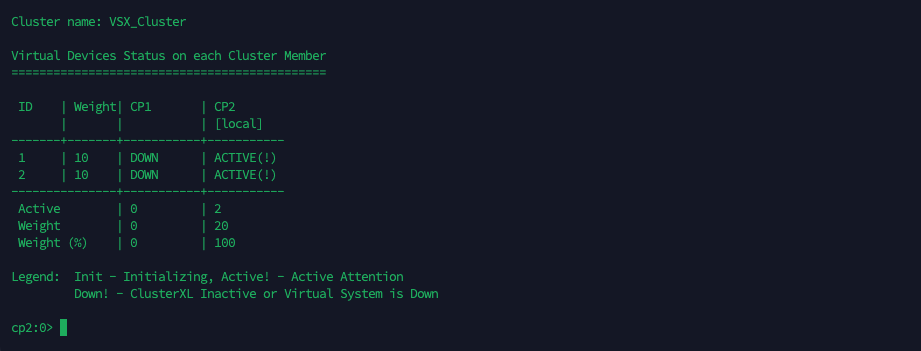 Cluster name: VSX_Cluster
Virtual Devices Status on each Cluster Member
=============================================
ID    | Weight| CP1       | CP2
      |       |           | [local]
-------+-------+-----------+-----------
1     | 10    | DOWN      | ACTIVE(!)
2     | 10    | DOWN      | ACTIVE(!)
---------------+-----------+-----------
Active        | 0         | 2
Weight        | 0         | 20
Weight (%)    | 0         | 100
Legend:  Init - Initializing, Active! - Active Attention
         Down! - ClusterXL Inactive or Virtual System is Down
cp2:0>